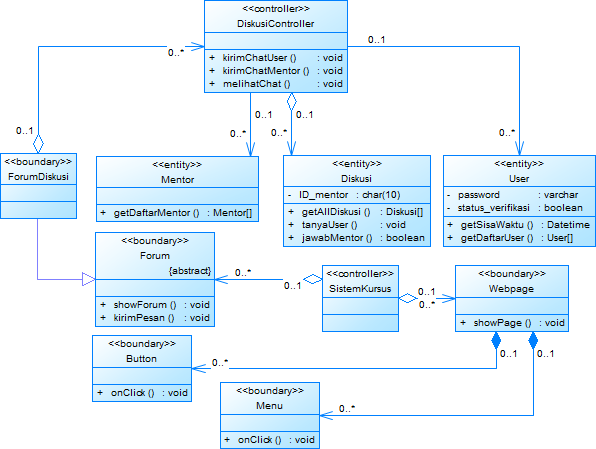 <<controller>>
DiskusiController
+ kirimChatUser () : void
+ kirimChatMentor () : void
+ melihatChat () : void
0..*
0..1
0..1
0..1
0..*
0..*
0..*
0..1
<<boundary>>
ForumDiskusi
<<entity>>
Mentor
+ getDaftarMentor () : Mentor[]
<<entity>>
Diskusi
- ID_mentor : char(10)
+ getAllDiskusi () : Diskusi[]
+ tanyaUser () : void
+ jawabMentor () : boolean
<<entity>>
User
- password : varchar
- status_verifikasi : boolean
+ getSisaWaktu () : Datetime
+ getDaftarUser () : User[]
<<boundary>>
Forum
{abstract}
+ showForum () : void
+ kirimPesan () : void
0..*
0..1
<<controller>>
SistemKursus
0..1
0..*
<<boundary>>
Webpage
+ showPage () : void
0..1
0..1
<<boundary>>
Button
+ onClick () : void
0..*
<<boundary>>
Menu
+ onClick () : void
0..*